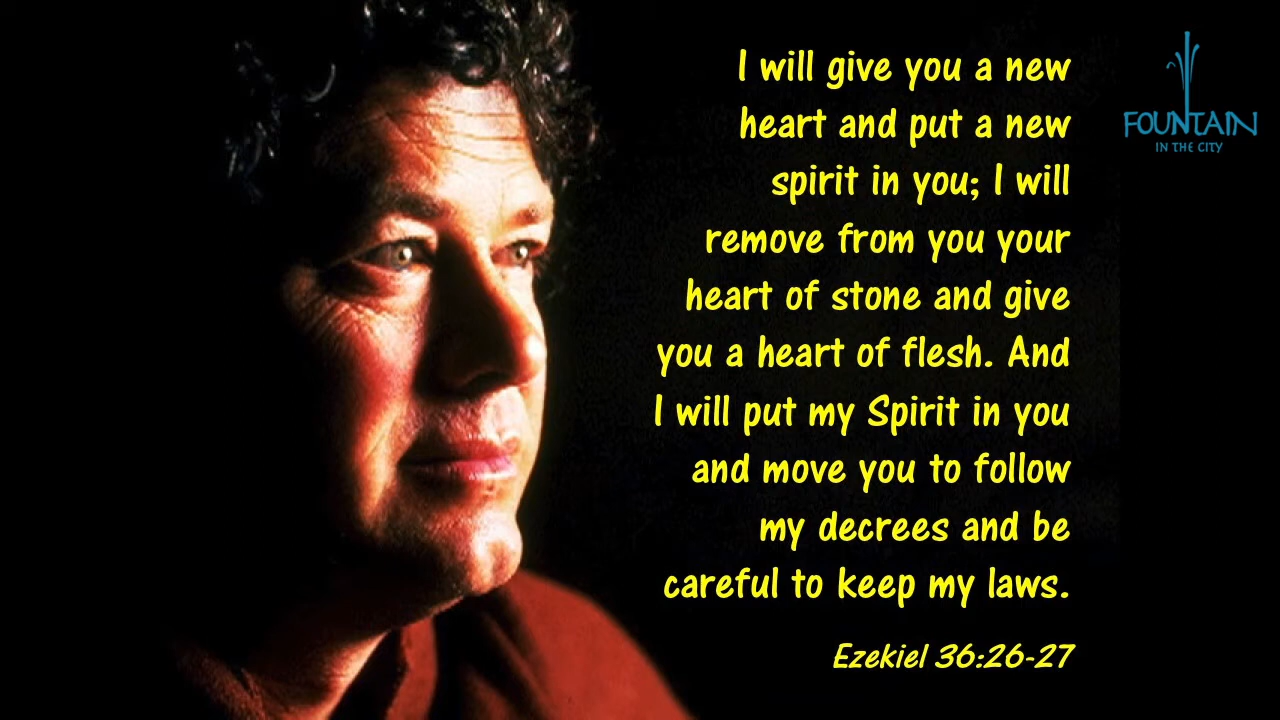 I will give you a new
heart and put a new
spirit in you; I will
remove from you your
heart of stone and give
you a heart of flesh. And
I will put my Spirit in you
and move you to follow
my decrees and be
careful to keep my laws.
Ezekiel 36:26-27
FOUNTAIN
IN THE CITY